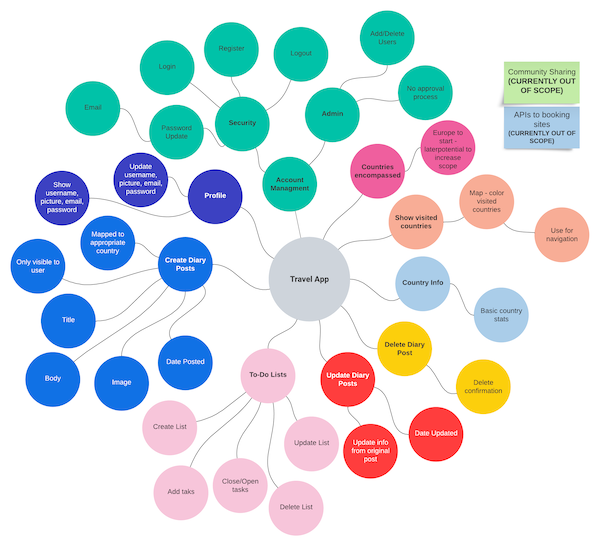 Add/Delete
Users
Register
Logout
Login
Community Sharing
(CURRENTLY OUT
OF SCOPE)
No approval
process
Email
Admin
APIs to booking
sites
(CURRENTLY OUT OF
SCOPE)
Security
Password
Update
Europe to
start -
laterpotential to
increase
scope
Countries
encompassed
Update
username,
picture, email,
password
Account
Managment
Show
username,
picture, email,
password
Profile
Map - color
visited
countries
Show visited
countries
Use for
navigation
Mapped to
appropriate
country
Only visible to
user
Create Diary
Posts
Travel App
Country Info
Basic country
stats
Title
Delete Diary
Post
Date Posted
Body
Image
To-Do Lists
Update Diary
Posts
Delete
confirmation
Create List
Update List
Date Updated
Update info
from original
post
Add taks
Close/Open
tasks
Delete List